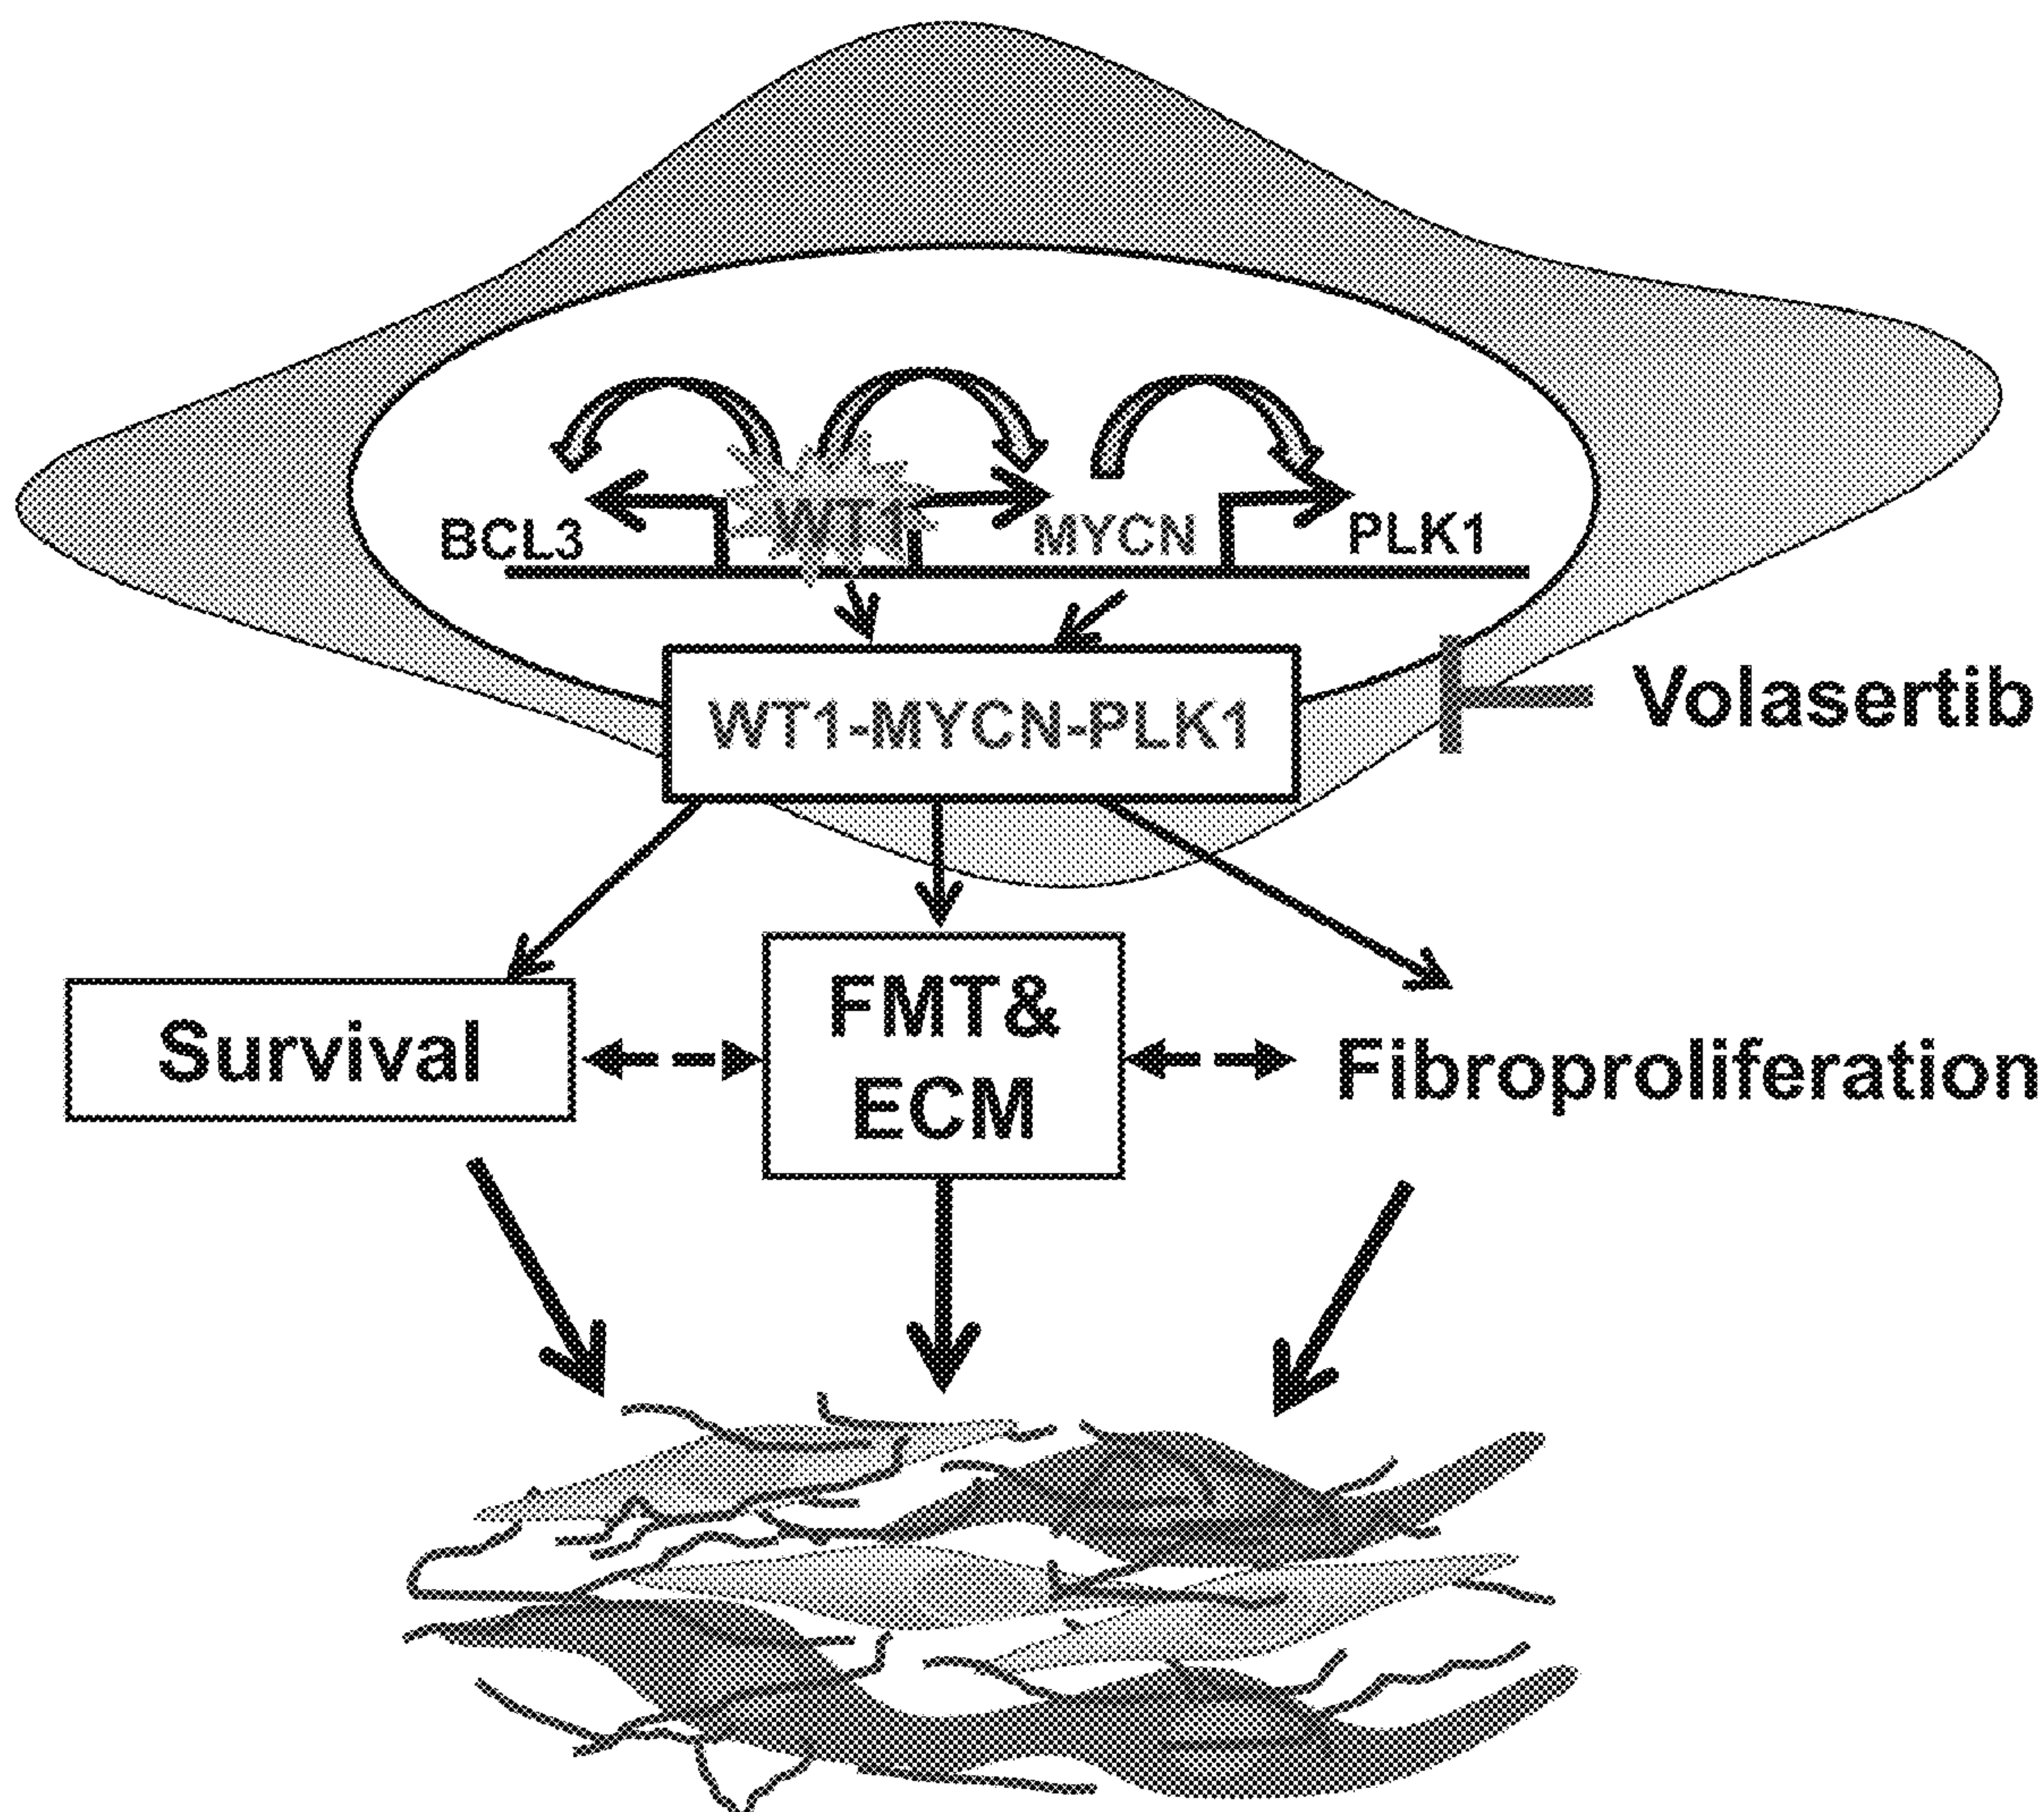 WT1
BCL3
MYCN
PLK1
WT1-MYCN-PLK1
Volasertib
Survival
FMT&
ECM
Fibroproliferation